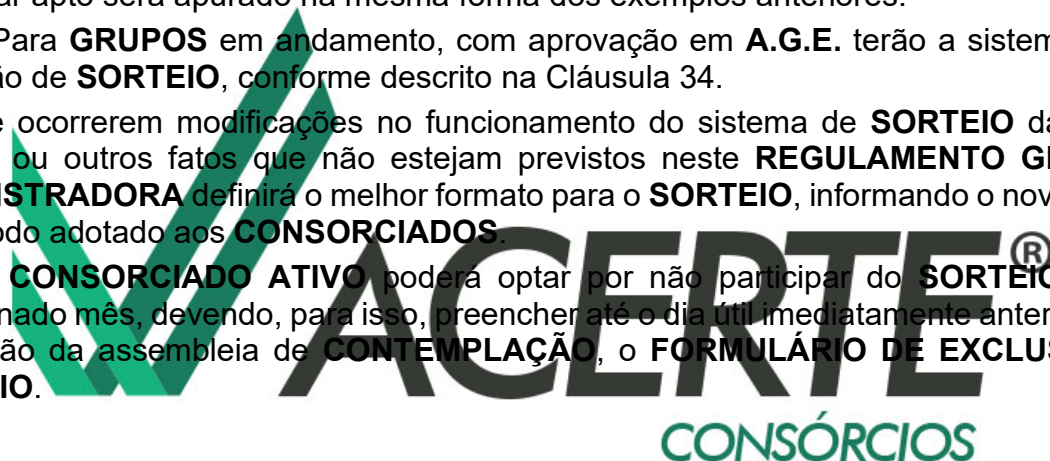 ar apto será apurado na mesma forma dos exemplos anteriores.
Para GRUPOS em andamento, com aprovação em A.G.E. terão a sistem
ão de SORTEIO, conforme descrito na Cláusula 34.
e ocorrerem modificações no funcionamento do sistema de SORTEIO da
ou outros fatos que não estejam previstos neste REGULAMENTO GE
ISTRADORA definirá o melhor formato para o SORTEIO, informando o nov
odo adotado aos CONSORCIADOS.
CONSORCIADO ATIVO poderá optar por não participar do SORTEIO
nado mês, devendo, para isso, preencher até o dia útil imediatamente anter
ão da assembleia de CONTEMPLAÇÃO, o FORMULÁRIO DE EXCLUS
IO.
ACERTE®
CONSÓRCIOS